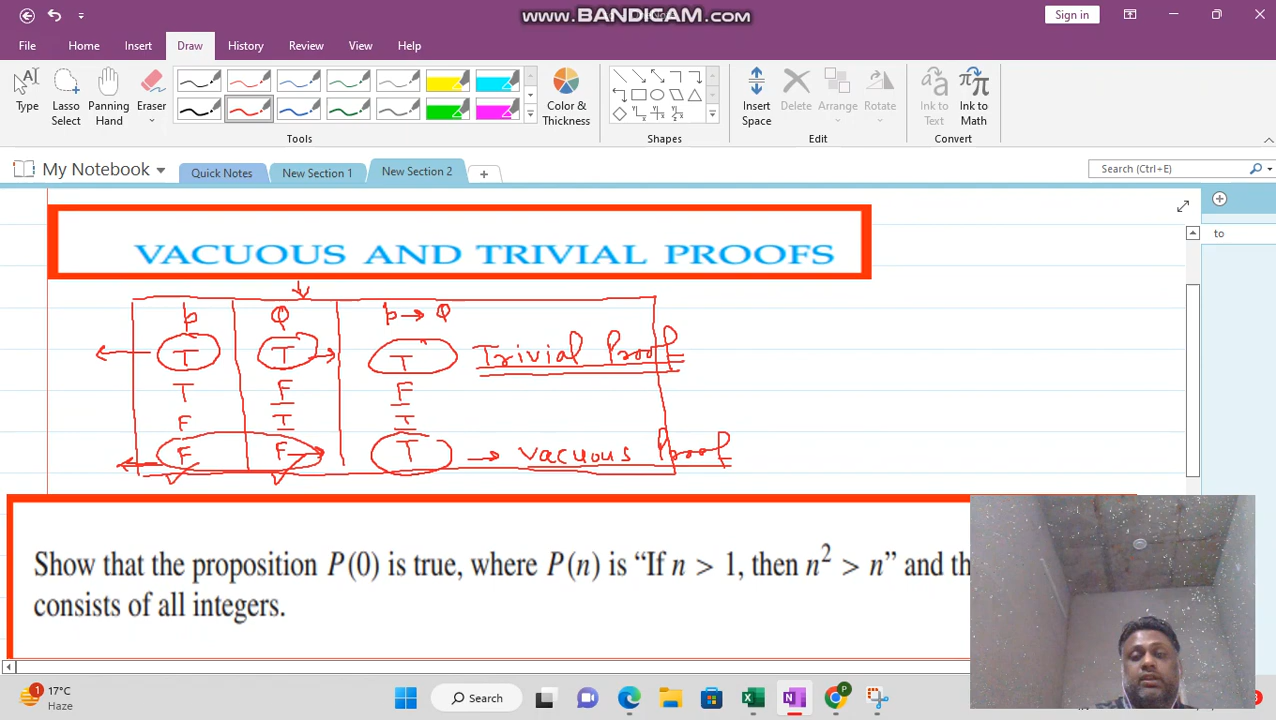 www.BANDICAM.com
Sign in
File Home Insert Draw History Review View Help
Type Lasso Select Panning Hand Eraser Color & Thickness Insert Space Delete Arrange Rotate Ink to Text Ink to Math
Tools Shapes Edit Convert
My Notebook Quick Notes New Section 1 New Section 2 Search (Ctrl+E)
to
VACUOUS AND TRIVIAL PROOFS
p Q p → Q
T T T Trivial Proof
T F F
F T T
F F T → vacuous Proof
Show that the proposition P(0) is true, where P(n) is “If n > 1, then n² > n” and th
consists of all integers.
1 17°C
Haze
Search